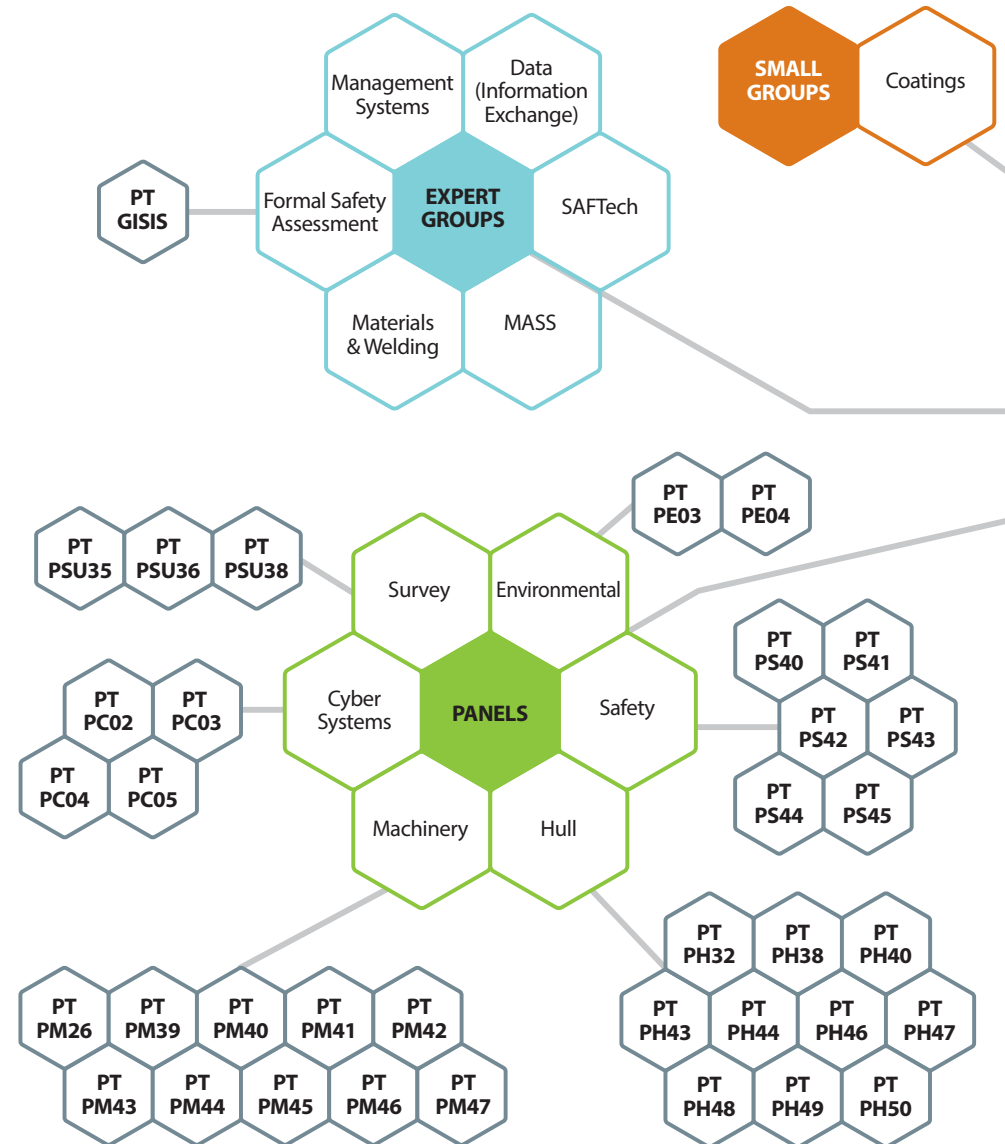 Management
Systems
Data
(Information
Exchange)
SMALL
GROUPS
Coatings
PT
GISIS
Formal Safety
Assessment
EXPERT
GROUPS
SAFTech
Materials
& Welding
MASS
PT
PE03
PT
PE04
PT
PSU35
PT
PSU36
PT
PSU38
Survey
Environmental
PT
PS40
PT
PS41
PT
PC02
PT
PC03
Cyber
Systems
PANELS
Safety
PT
PS42
PT
PS43
PT
PC04
PT
PC05
PT
PS44
PT
PS45
Machinery
Hull
PT
PH32
PT
PH38
PT
PH40
PT
PM26
PT
PM39
PT
PM40
PT
PM41
PT
PM42
PT
PH43
PT
PH44
PT
PH46
PT
PH47
PT
PM43
PT
PM44
PT
PM45
PT
PM46
PT
PM47
PT
PH48
PT
PH49
PT
PH50